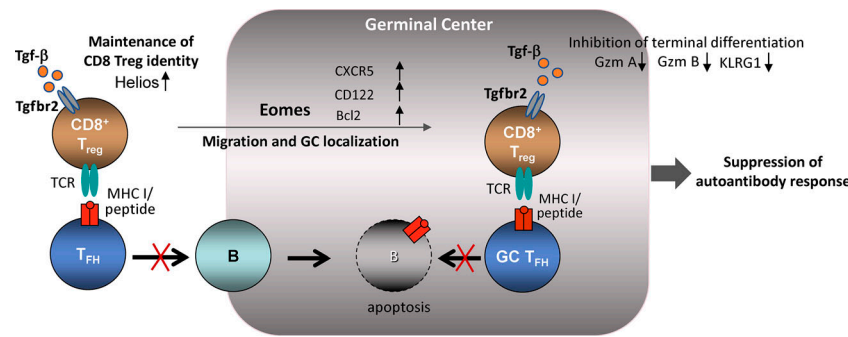 Germinal Center
Tgf-β
Maintenance of
CD8 Treg identity
Helios
Tgfbr2
CD8+
Treg
TCR
MHC I/
peptide
TFH
B
CXCR5
CD122
Bcl2
Eomes
Migration and GC localization
B
apoptosis
Tgf-β
Tgfbr2
CD8+
Treg
TCR
MHC I/
peptide
GC TFH
Inhibition of terminal differentiation
Gzm A Gzm B KLRG1
Suppression of
autoantibody response